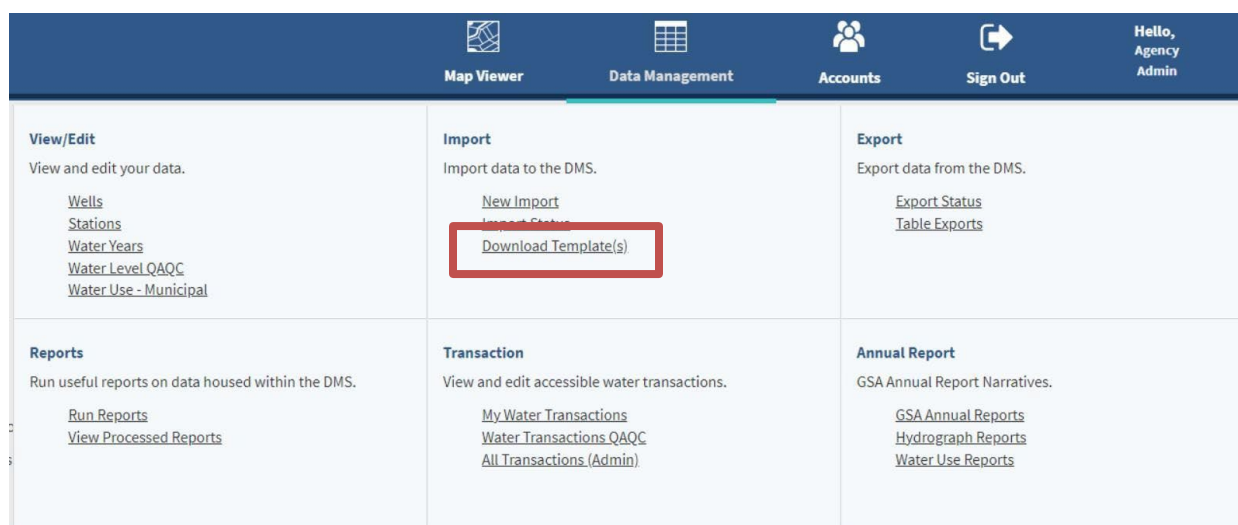 Map Viewer
Data Management
Accounts
Sign Out
Hello,
Agency
Admin
View/Edit
View and edit your data.
Wells
Stations
Water Years
Water Level QAQC
Water Use - Municipal
Import
Import data to the DMS.
New Import
Import Status
Download Template(s)
Export
Export data from the DMS.
Export Status
Table Exports
Reports
Run useful reports on data housed within the DMS.
Run Reports
View Processed Reports
Transaction
View and edit accessible water transactions.
My Water Transactions
Water Transactions QAQC
All Transactions (Admin)
Annual Report
GSA Annual Report Narratives.
GSA Annual Reports
Hydrograph Reports
Water Use Reports